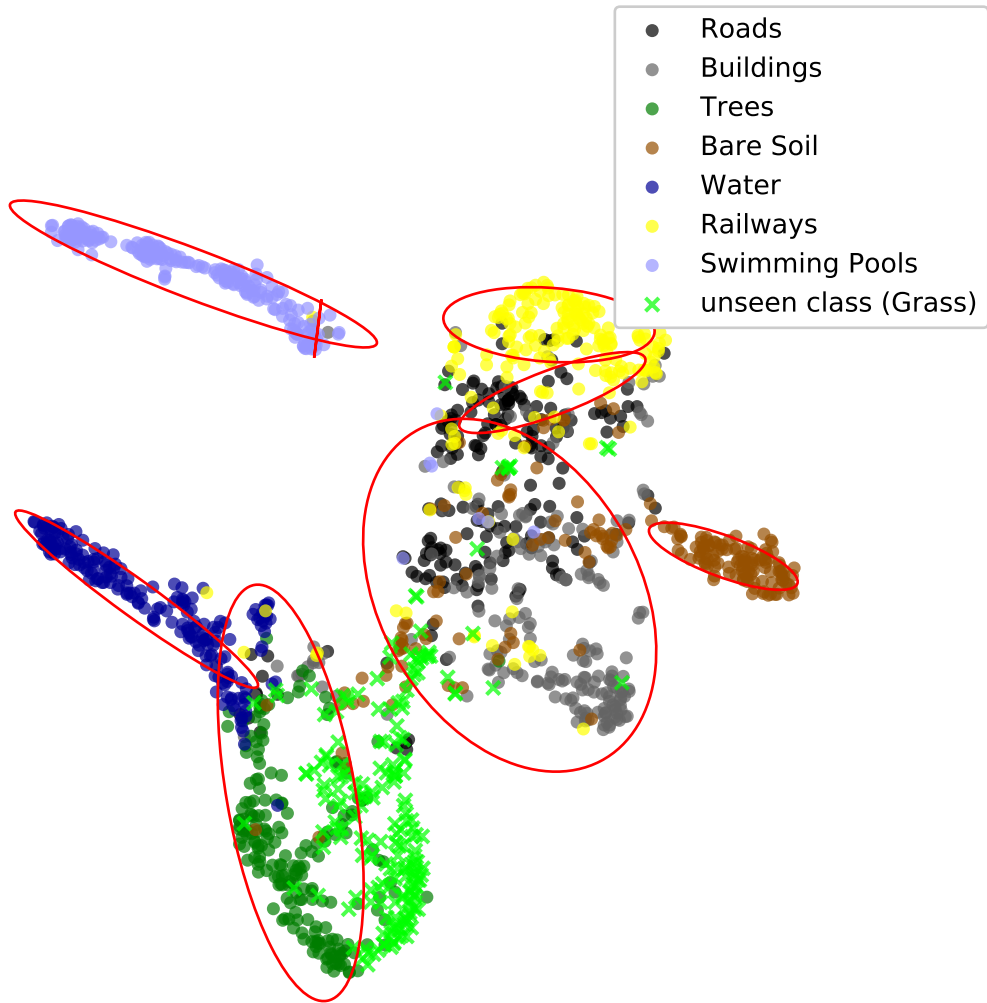 Roads
Buildings
Trees
Bare Soil
Water
Railways
Swimming Pools
unseen class (Grass)